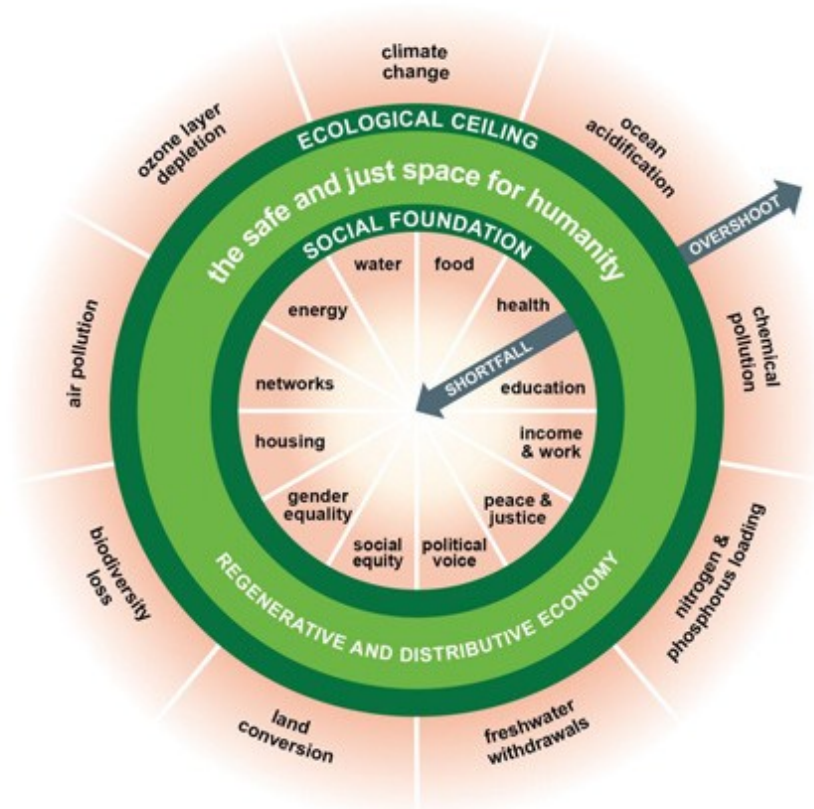 climate
change
ozone layer
depletion
ocean
acidification
ECOLOGICAL CEILING
OVERSHOOT
the safe and just space for humanity
SOCIAL FOUNDATION
water
food
energy
health
SHORTFALL
air pollution
chemical
pollution
networks
education
housing
income
& work
gender
equality
peace &
justice
social
equity
political
voice
biodiversity
loss
nitrogen &
phosphorus loading
REGENERATIVE AND DISTRIBUTIVE ECONOMY
land
conversion
freshwater
withdrawals